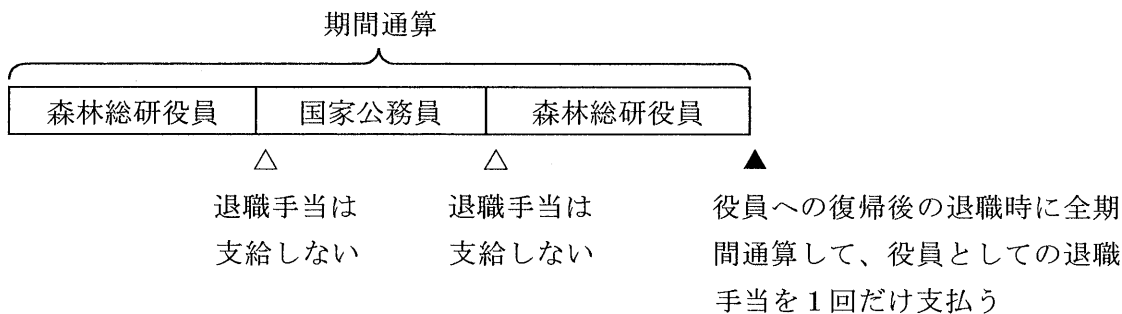 期間通算
森林総研役員 国家公務員 森林総研役員
△ △ ▲
退職手当は
支給しない
退職手当は
支給しない
役員への復帰後の退職時に全期
間通算して、役員としての退職
手当を1回だけ支払う